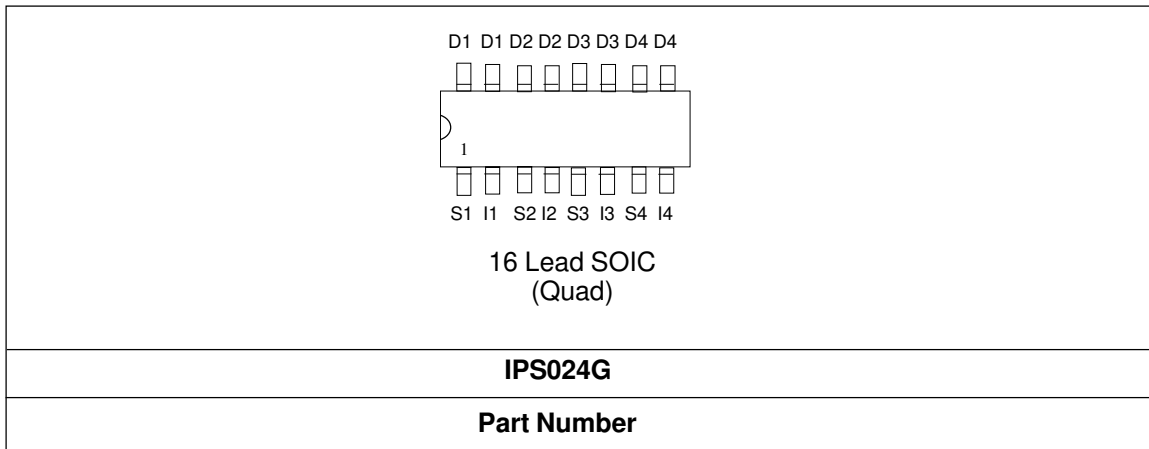 D1 D1 D2 D2 D3 D3 D4 D4
1
S1 I1 S2 I2 S3 I3 S4 I4
16 Lead SOIC
(Quad)
IPS024G
Part Number